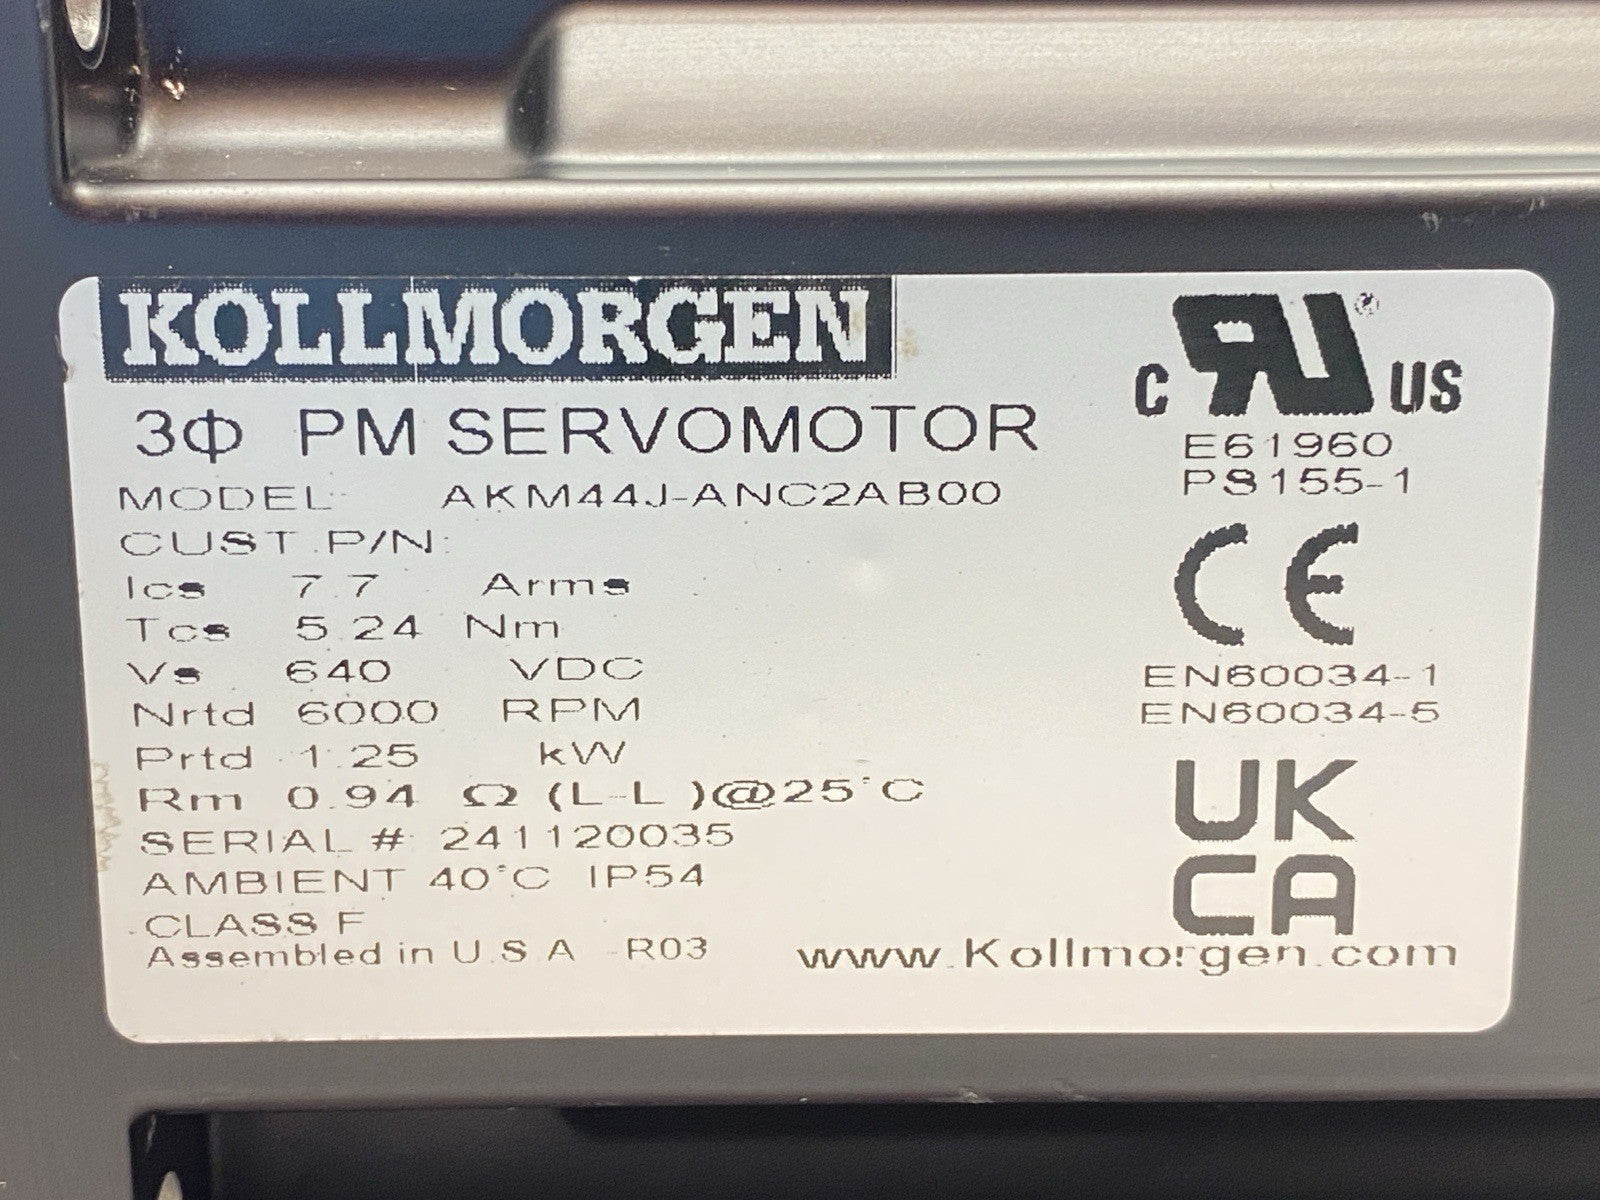 KOLLMORGEN
3Φ PM SERVOMOTOR
MODEL: AKM44J-ANC2AB00
CUST. P/N:
Ics 7.7 Arms
Tcs 5.24 Nm
Vs 640 VDC
Nrtd 6000 RPM
Prtd 1.25 kW
Rm 0.94 Ω (L-L)@25°C
SERIAL # 241120035
AMBIENT 40°C IP54
CLASS F
Assembled in U.S.A R03
c RU ® US
E61960
PS155-1
CE
EN60034-1
EN60034-5
UK
CA
www.Kollmorgen.com